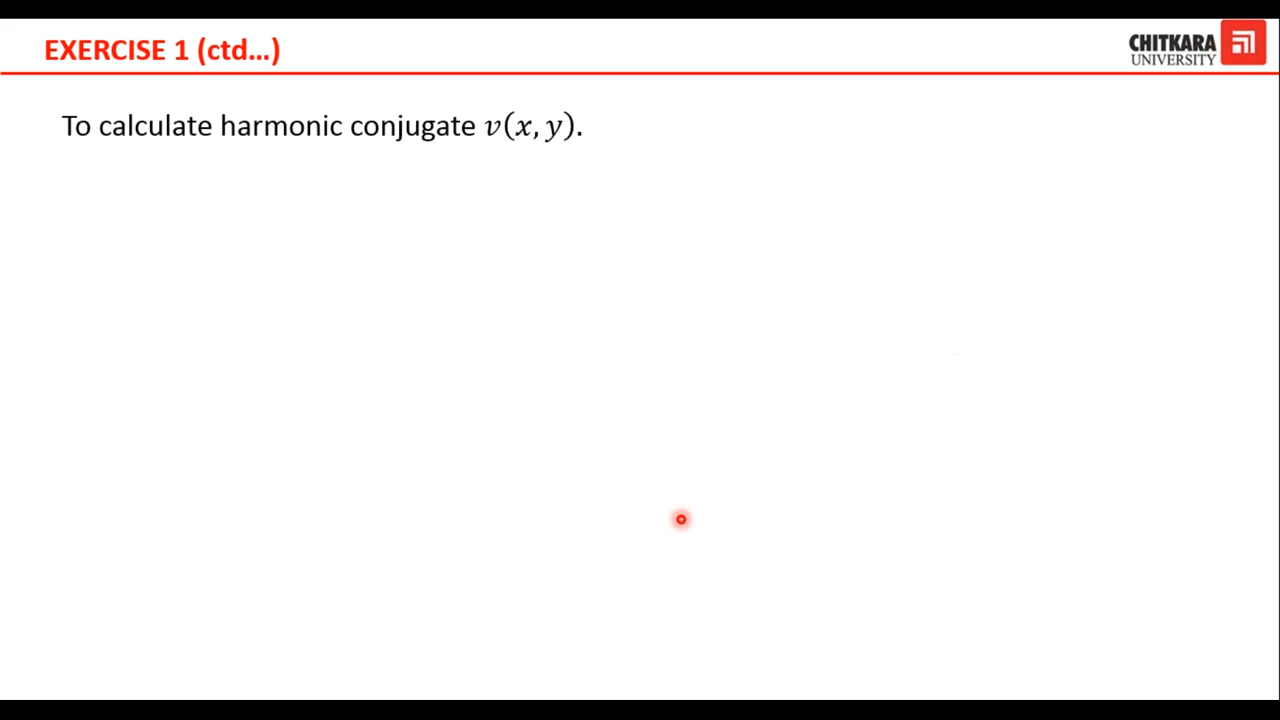 EXERCISE 1 (ctd...)
CHITKARA
UNIVERSITY
To calculate harmonic conjugate 𝑣(𝑥, 𝑦).